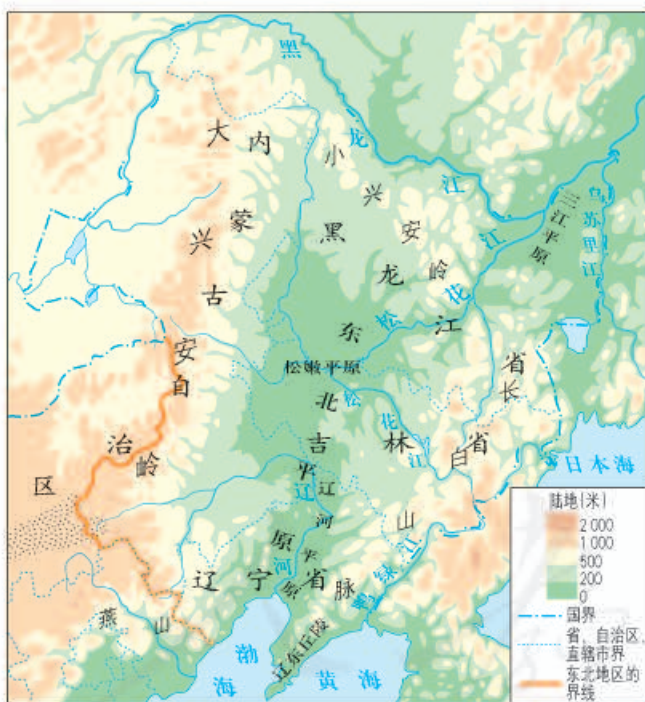 黑龙江
大兴安岭
内蒙古自治区
小兴安岭
黑龙江省
三江平原
乌苏里江
松花江
东北平原
松嫩平原
松花江
吉林省
长白山脉
辽河
辽河平原
辽宁省
鸭绿江
燕山
辽东丘陵
渤海
黄海
日本海
陆地(米)
2 000
1 000
500
200
0
国界
省、自治区、
直辖市界
东北地区的
界线